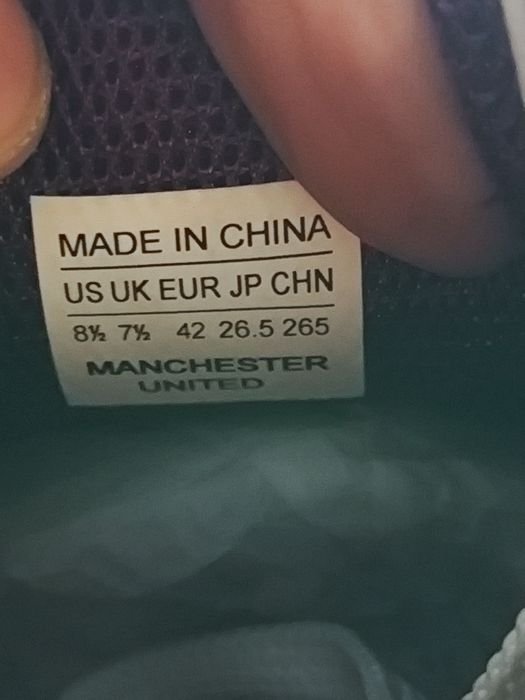 MADE IN CHINA
US UK EUR JP CHN
8½ 7½ 42 26.5 265
MANCHESTER
UNITED